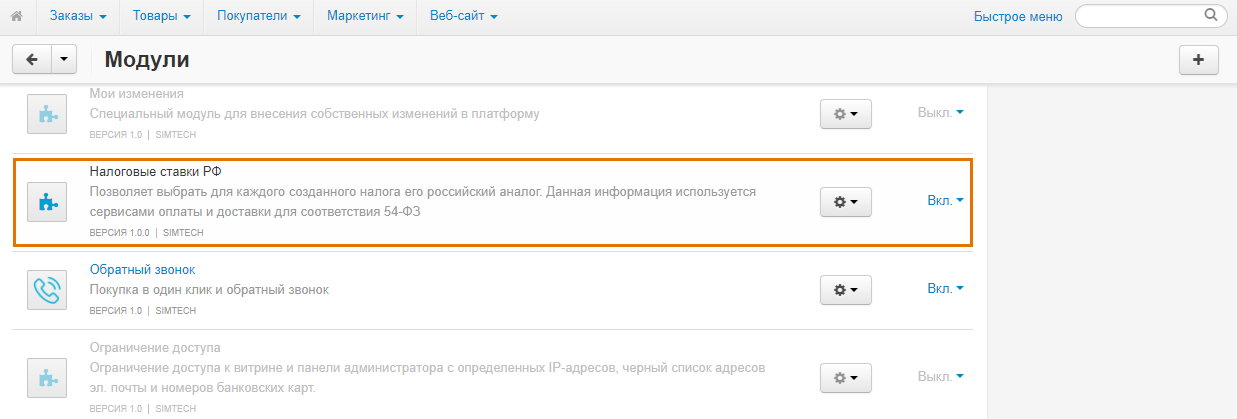 Заказы Товары Покупатели Маркетинг Веб-сайт Быстрое меню
Модули
Мои изменения
Специальный модуль для внесения собственных изменений в платформу
ВЕРСИЯ 1.0 | SIMTECH
Выкл.
Налоговые ставки РФ
Позволяет выбрать для каждого созданного налога его российский аналог. Данная информация используется
сервисами оплаты и доставки для соответствия 54-ФЗ
ВЕРСИЯ 1.0.0 | SIMTECH
Вкл.
Обратный звонок
Покупка в один клик и обратный звонок
ВЕРСИЯ 1.0 | SIMTECH
Вкл.
Ограничение доступа
Ограничение доступа к витрине и панели администратора с определенных IP-адресов, черный список адресов
эл. почты и номеров банковских карт.
ВЕРСИЯ 1.0 | SIMTECH
Выкл.